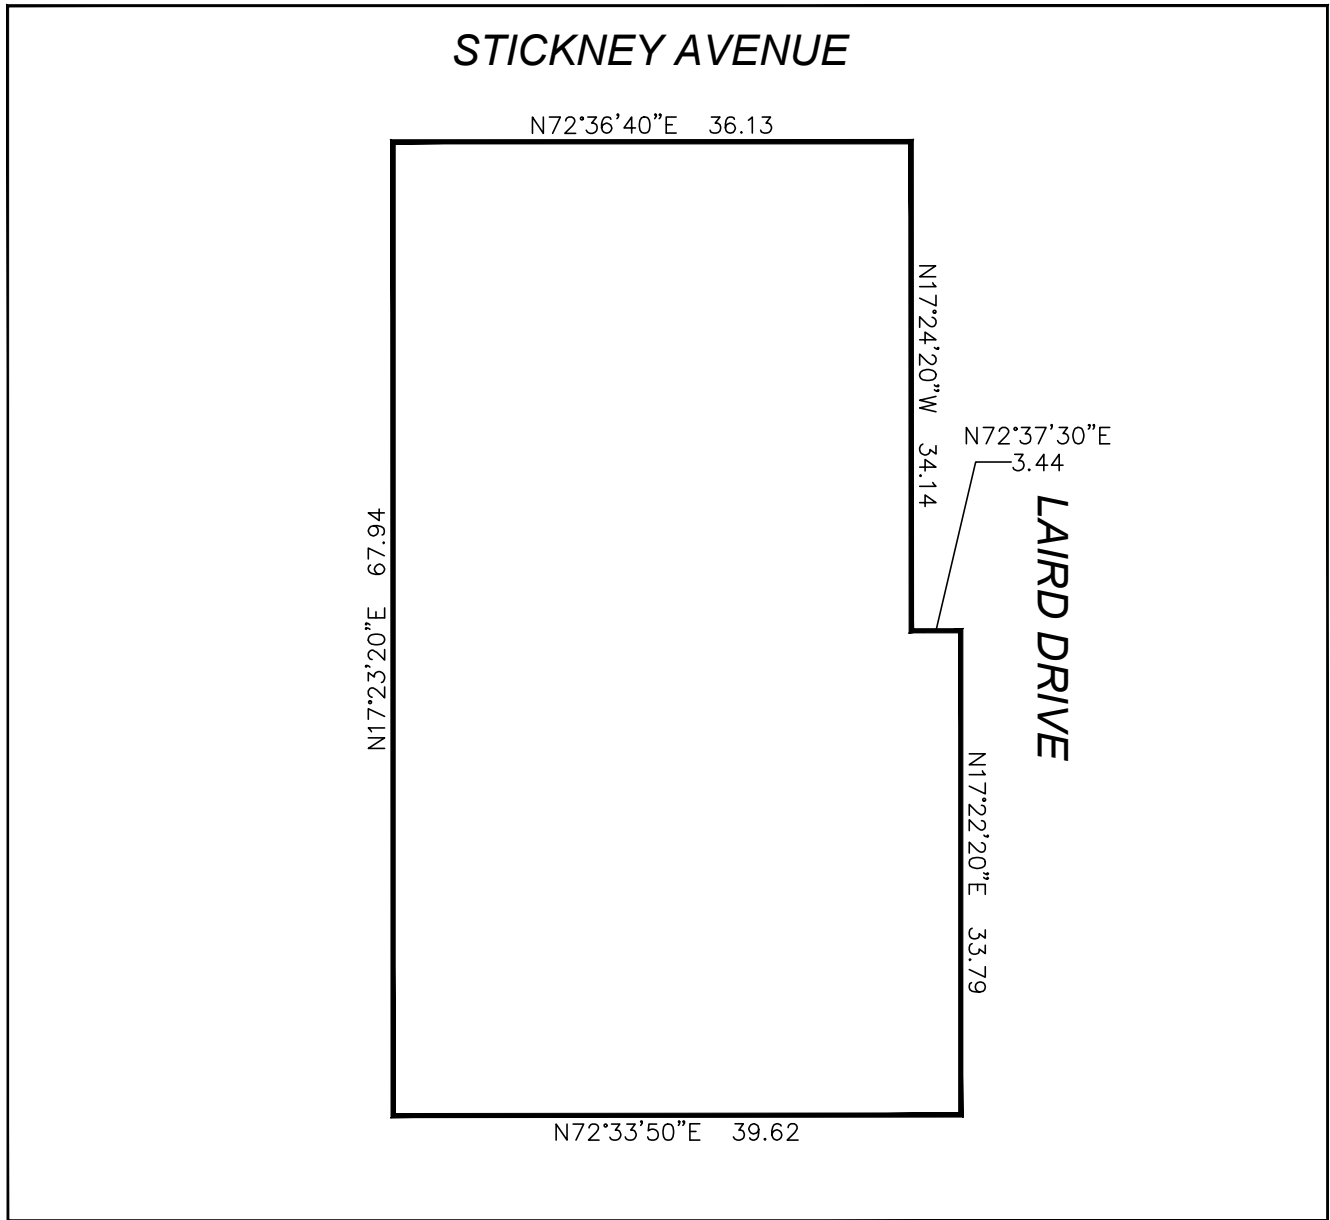 STICKNEY AVENUE
N72°36'40"E 36.13
N17°24'20"W 34.14
N72°37'30"E
3.44
LAIRD DRIVE
N17°23'20"E 67.94
N17°22'20"E 33.79
N72°33'50"E 39.62